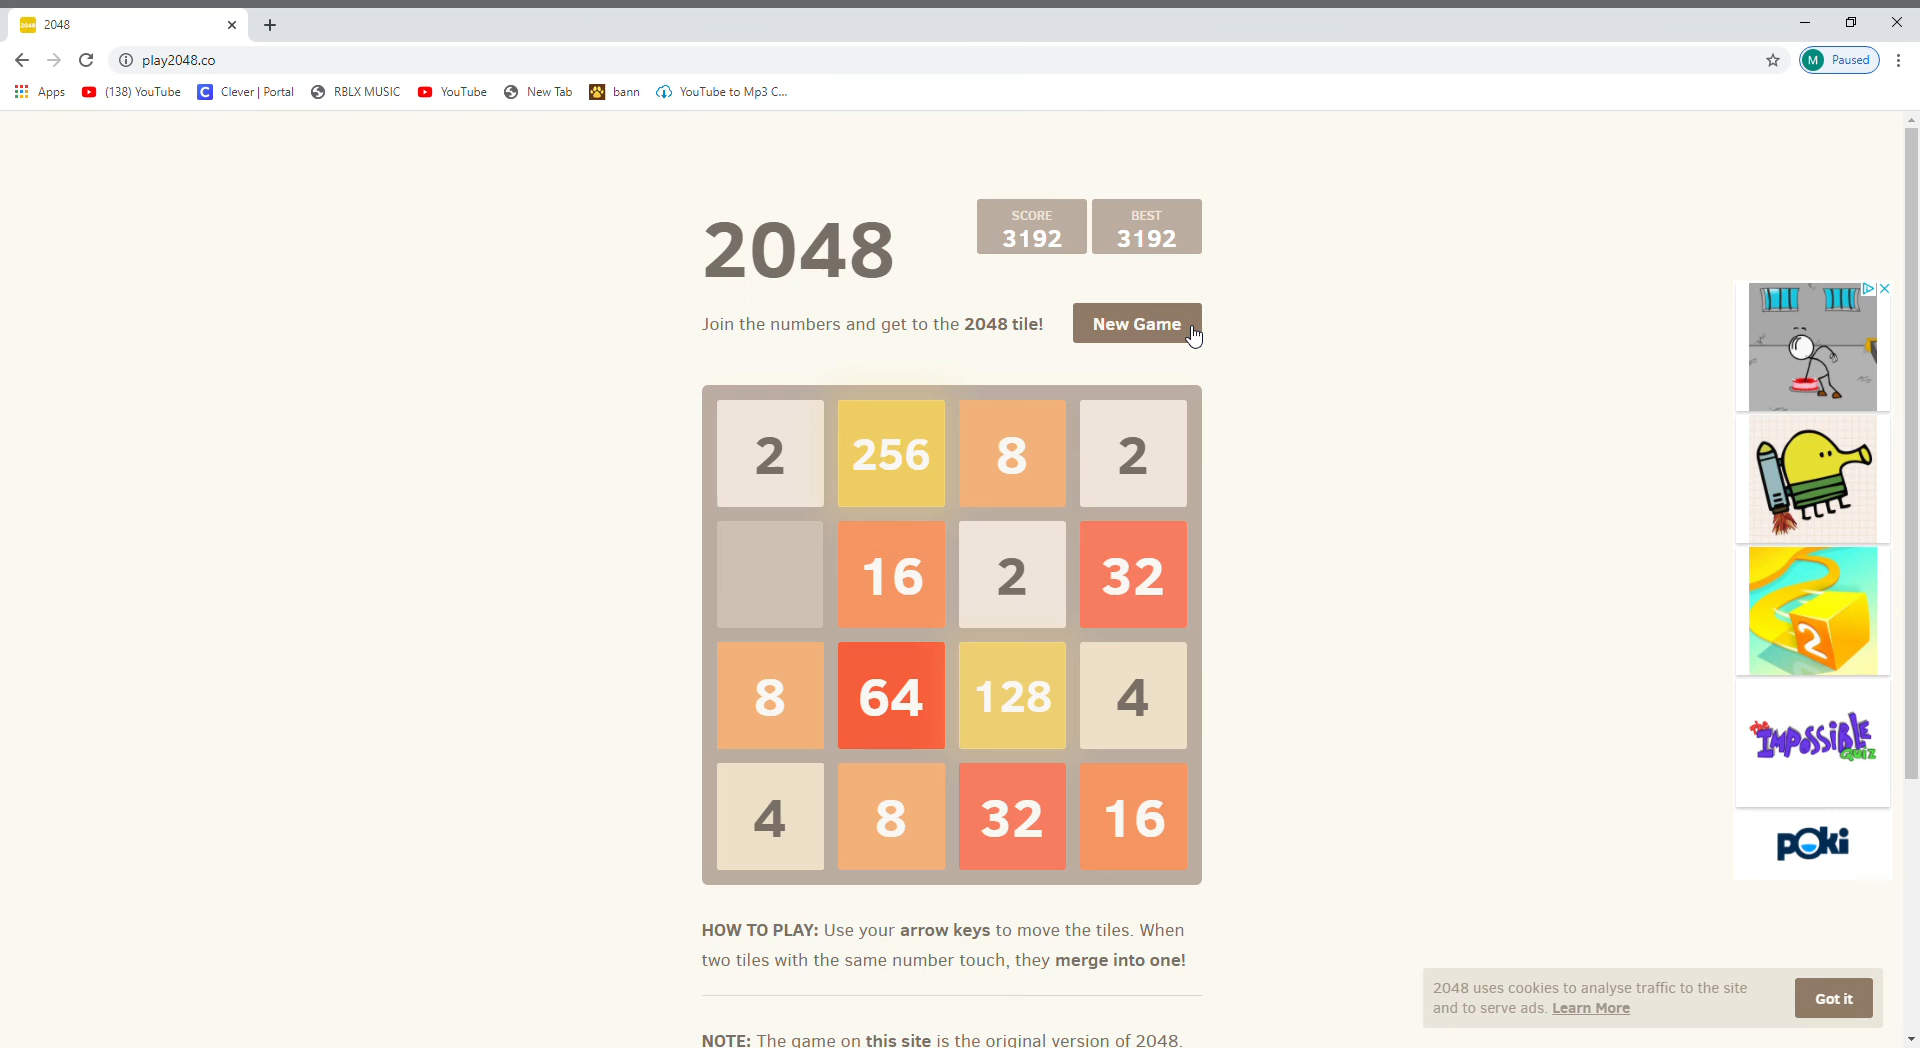 2048
play2048.co
M Paused
Apps (138) YouTube Clever | Portal RBLX MUSIC YouTube New Tab bann YouTube to Mp3 C...
2048
SCORE
3192
BEST
3192
Join the numbers and get to the 2048 tile!
New Game
2 256 8 2
16 2 32
8 64 128 4
4 8 32 16
HOW TO PLAY: Use your arrow keys to move the tiles. When
two tiles with the same number touch, they merge into one!
NOTE: The game on this site is the original version of 2048.
2
the IMPOSSIBLE
QUIZ
POKi
2048 uses cookies to analyse traffic to the site
and to serve ads. Learn More
Got it